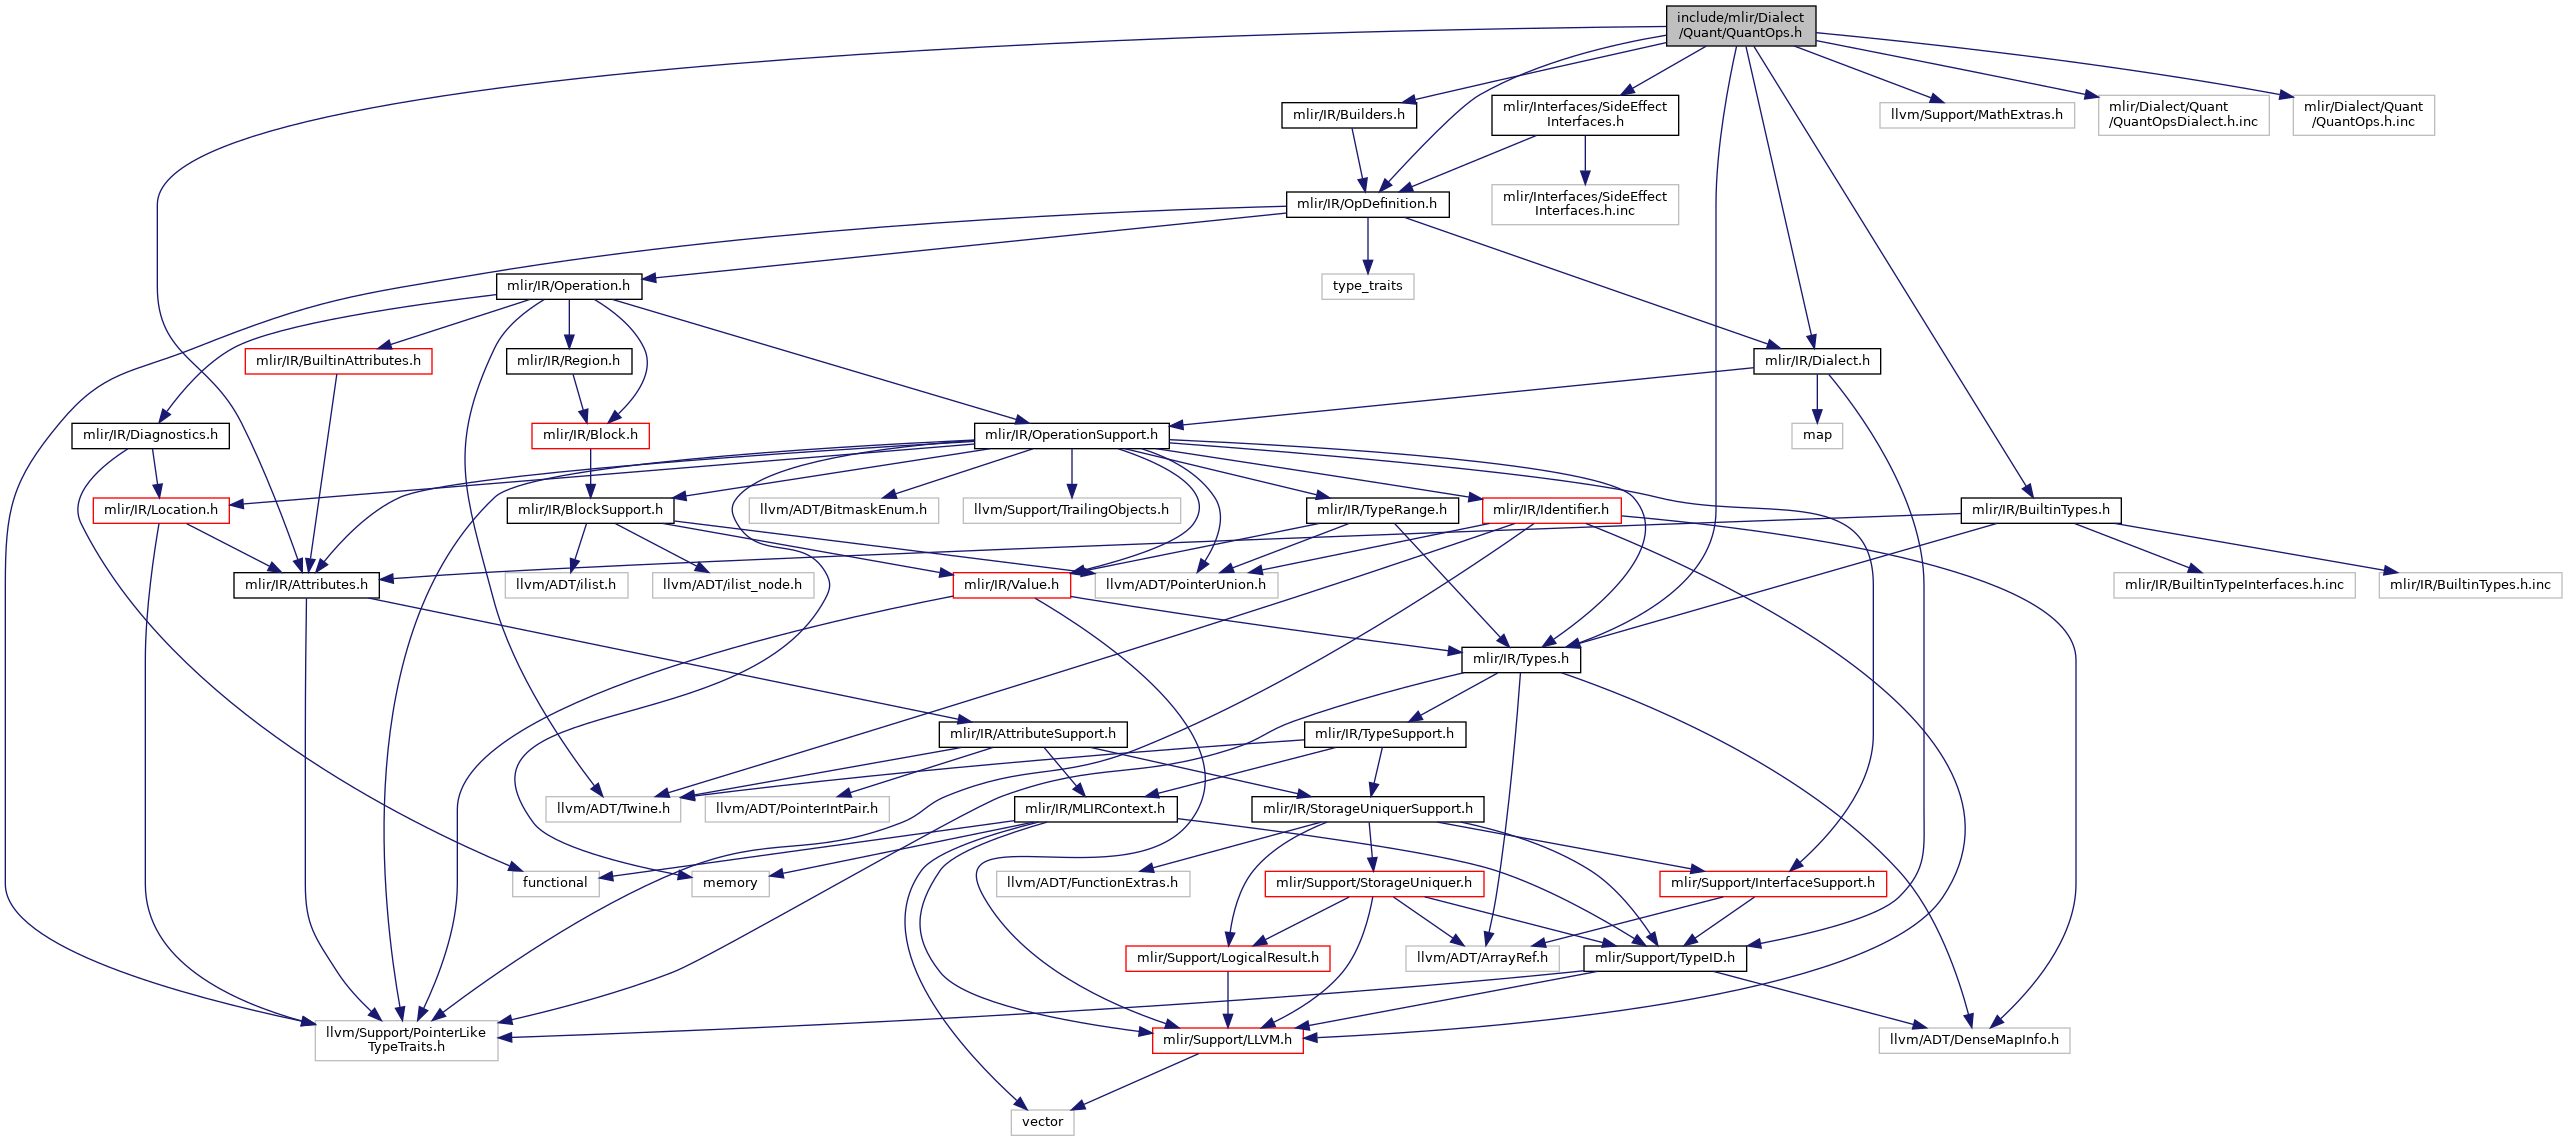 include/mlir/Dialect
/Quant/QuantOps.h
mlir/IR/Builders.h
mlir/Interfaces/SideEffect
Interfaces.h
llvm/Support/MathExtras.h
mlir/Dialect/Quant
/QuantOpsDialect.h.inc
mlir/Dialect/Quant
/QuantOps.h.inc
mlir/IR/OpDefinition.h
mlir/Interfaces/SideEffect
Interfaces.h.inc
mlir/IR/Operation.h
type_traits
mlir/IR/BuiltinAttributes.h
mlir/IR/Region.h
mlir/IR/Dialect.h
mlir/IR/Diagnostics.h
mlir/IR/Block.h
mlir/IR/OperationSupport.h
map
mlir/IR/Location.h
mlir/IR/BlockSupport.h
llvm/ADT/BitmaskEnum.h
llvm/Support/TrailingObjects.h
mlir/IR/TypeRange.h
mlir/IR/Identifier.h
mlir/IR/BuiltinTypes.h
mlir/IR/Attributes.h
llvm/ADT/ilist.h
llvm/ADT/ilist_node.h
mlir/IR/Value.h
llvm/ADT/PointerUnion.h
mlir/IR/BuiltinTypeInterfaces.h.inc
mlir/IR/BuiltinTypes.h.inc
mlir/IR/Types.h
mlir/IR/AttributeSupport.h
mlir/IR/TypeSupport.h
llvm/ADT/Twine.h
llvm/ADT/PointerIntPair.h
mlir/IR/MLIRContext.h
mlir/IR/StorageUniquerSupport.h
functional
memory
llvm/ADT/FunctionExtras.h
mlir/Support/StorageUniquer.h
mlir/Support/InterfaceSupport.h
mlir/Support/LogicalResult.h
llvm/ADT/ArrayRef.h
mlir/Support/TypeID.h
llvm/Support/PointerLike
TypeTraits.h
mlir/Support/LLVM.h
llvm/ADT/DenseMapInfo.h
vector